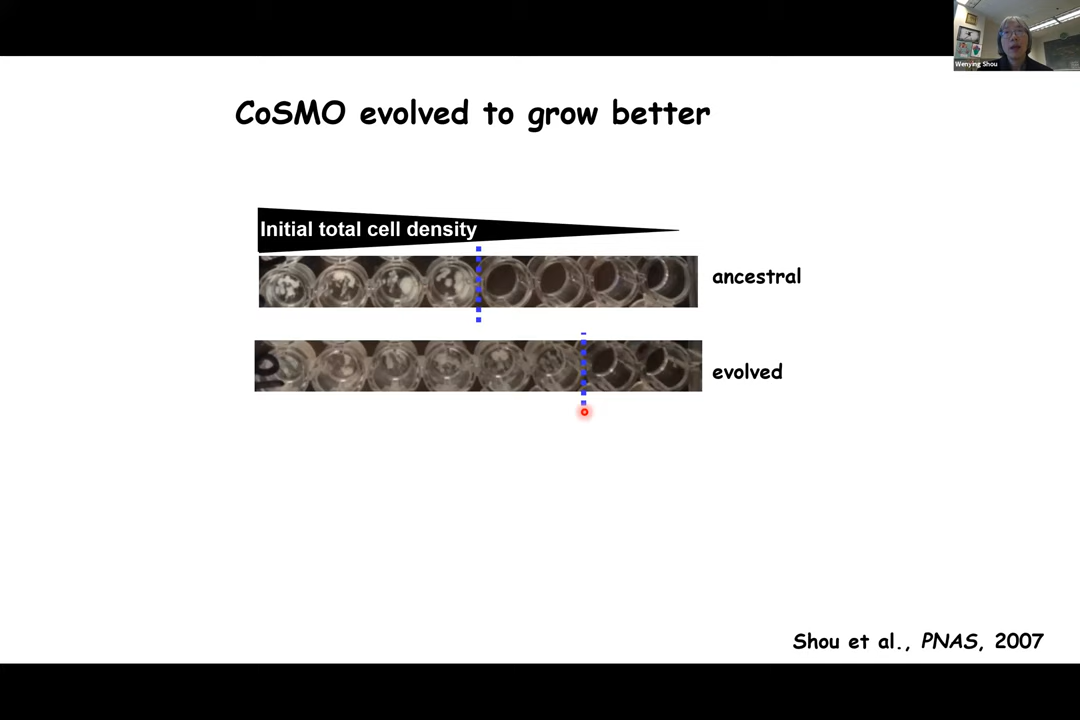 Wenying Shou
CoSMO evolved to grow better
Initial total cell density
ancestral
evolved
Shou et al., PNAS, 2007